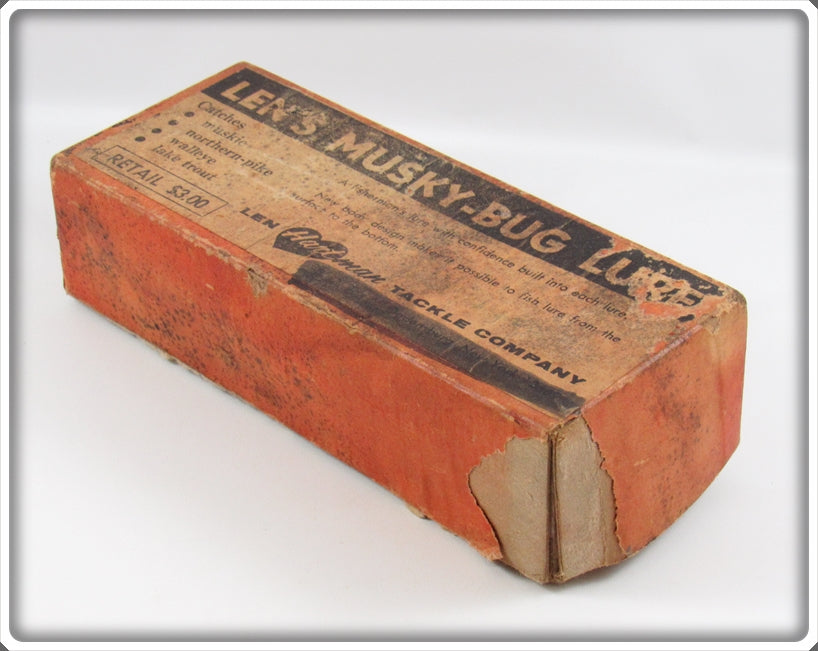 LEN'S MUSKY-BUG LURE
Catches
muskie
northern-pike
walleye
lake trout
RETAIL $3.00
A fisherman's lure with confidence built into each lure.
New body design makes it possible to fish lure from the
surface to the bottom.
LEN Hartman TACKLE COMPANY